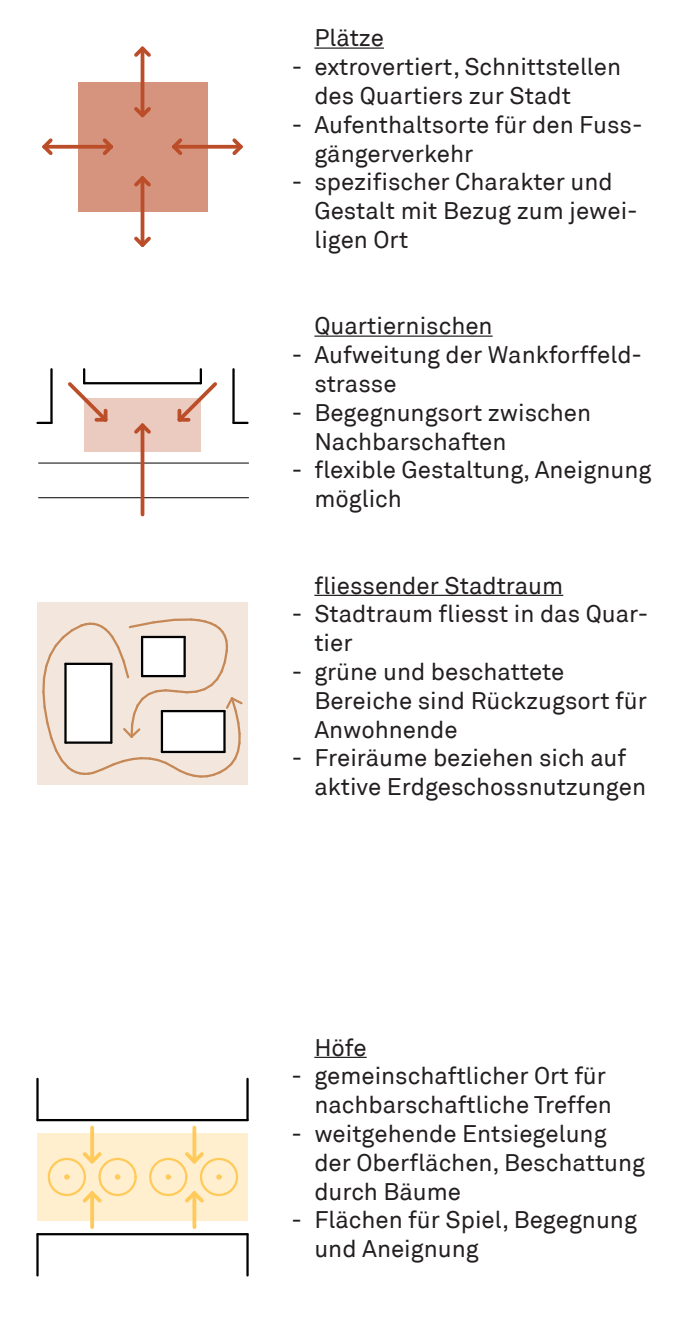 Plätze
- extrovertiert, Schnittstellen
des Quartiers zur Stadt
- Aufenthaltsorte für den Fuss-
gängerverkehr
- spezifischer Charakter und
Gestalt mit Bezug zum jewei-
ligen Ort
Quartiernischen
- Aufweitung der Wankforffeld-
strasse
- Begegnungsort zwischen
Nachbarschaften
- flexible Gestaltung, Aneignung
möglich
fliessender Stadtraum
- Stadtraum fliesst in das Quar-
tier
- grüne und beschattete
Bereiche sind Rückzugsort für
Anwohnende
- Freiräume beziehen sich auf
aktive Erdgeschossnutzungen
Höfe
- gemeinschaftlicher Ort für
nachbarschaftliche Treffen
- weitgehende Entsiegelung
der Oberflächen, Beschattung
durch Bäume
- Flächen für Spiel, Begegnung
und Aneignung